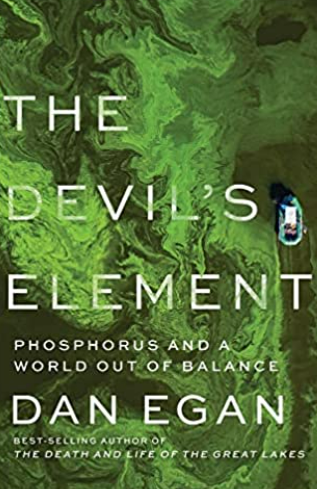 THE
DEVIL'S
ELEMENT
PHOSPHORUS AND A
WORLD OUT OF BALANCE
DAN EGAN
BEST-SELLING AUTHOR OF
THE DEATH AND LIFE OF THE GREAT LAKES